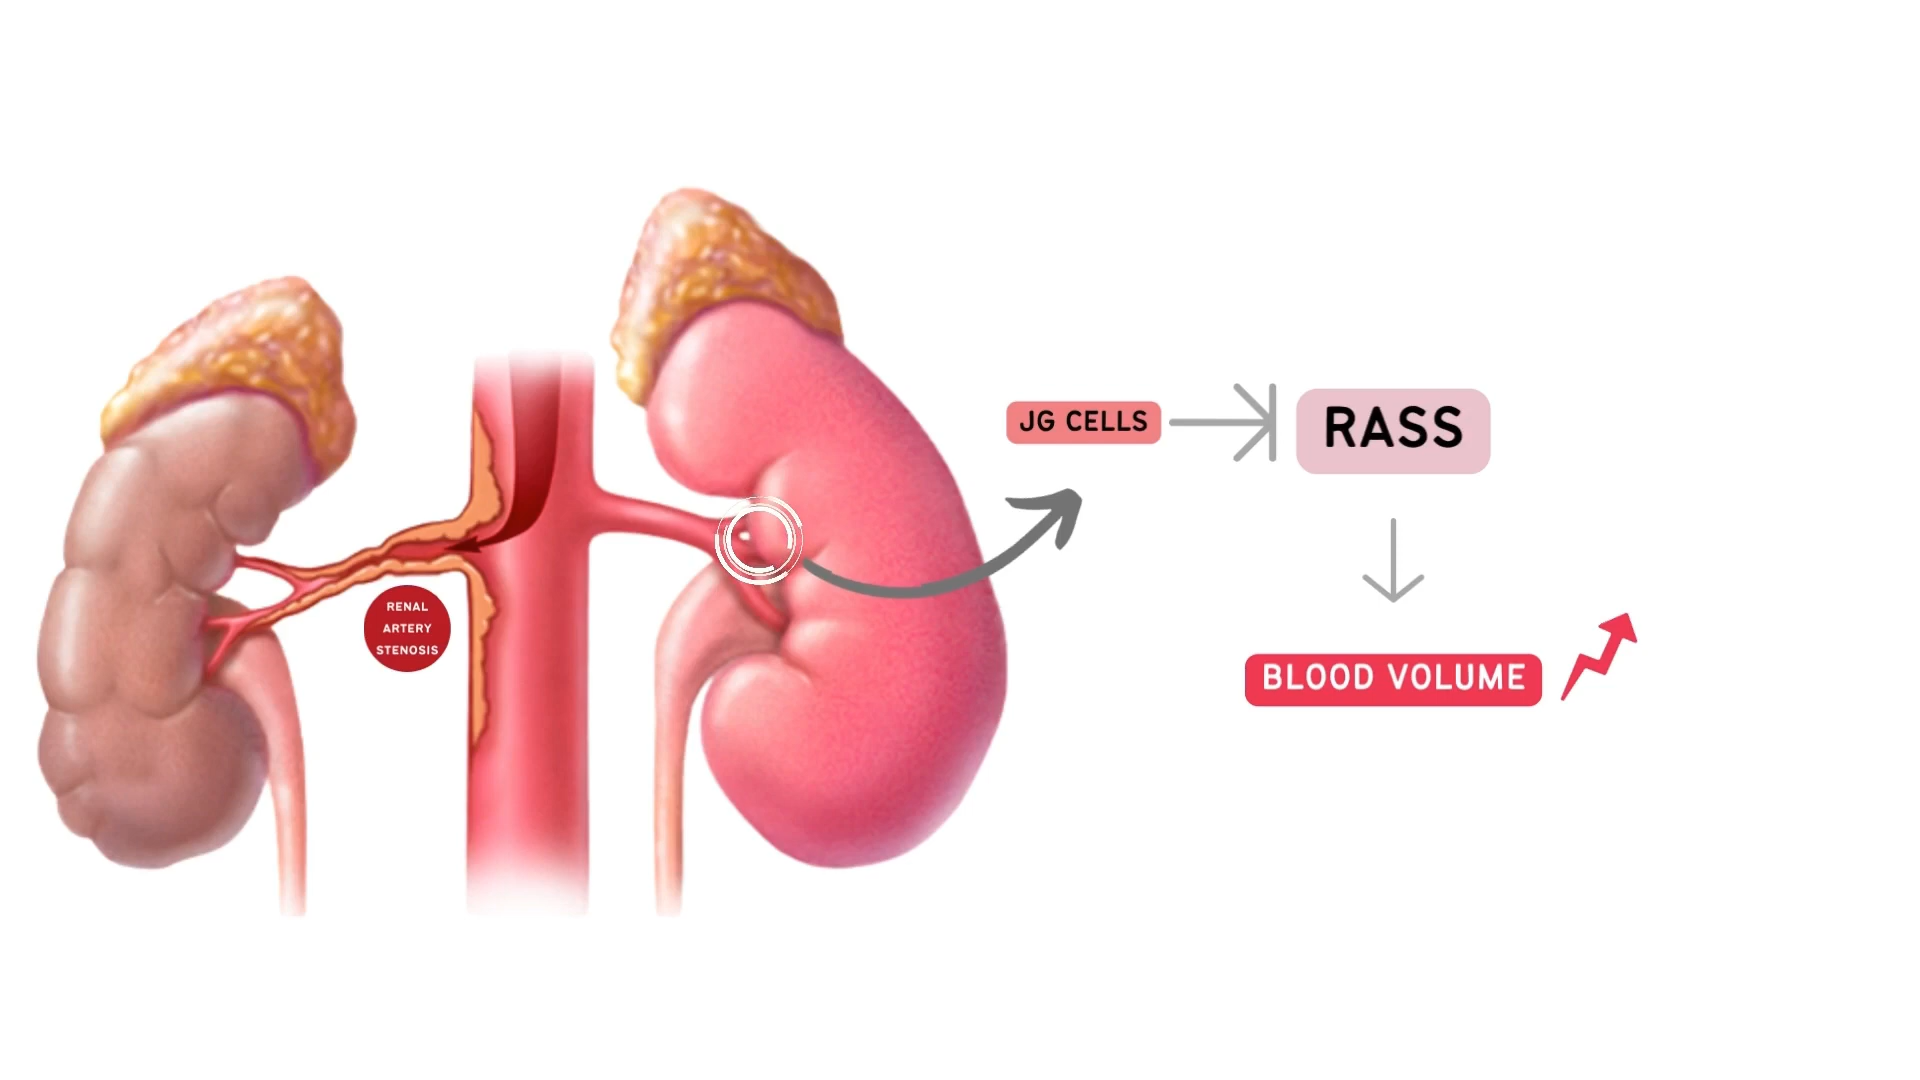 RENAL
ARTERY
STENOSIS
JG CELLS
RASS
BLOOD VOLUME